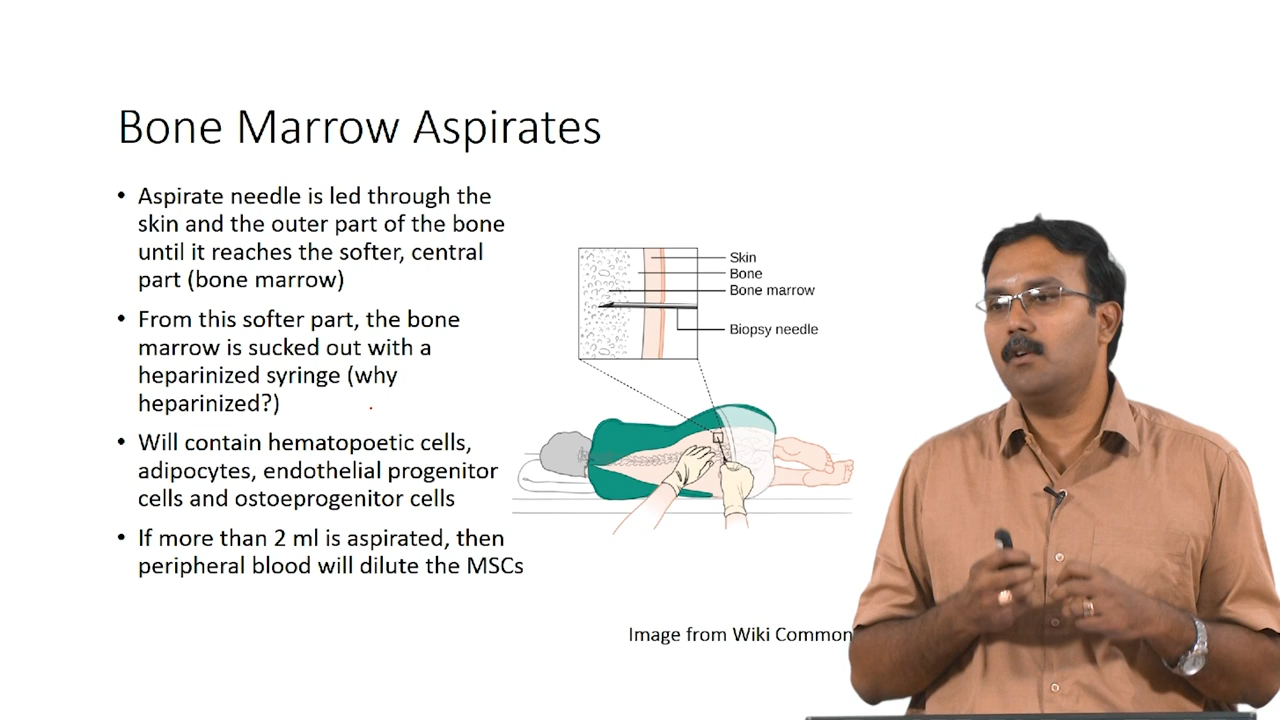 Bone Marrow Aspirates
• Aspirate needle is led through the
skin and the outer part of the bone
until it reaches the softer, central
part (bone marrow)
• From this softer part, the bone
marrow is sucked out with a
heparinized syringe (why
heparinized?)
• Will contain hematopoetic cells,
adipocytes, endothelial progenitor
cells and ostoeprogenitor cells
• If more than 2 ml is aspirated, then
peripheral blood will dilute the MSCs
Skin
Bone
Bone marrow
Biopsy needle
Image from Wiki Common